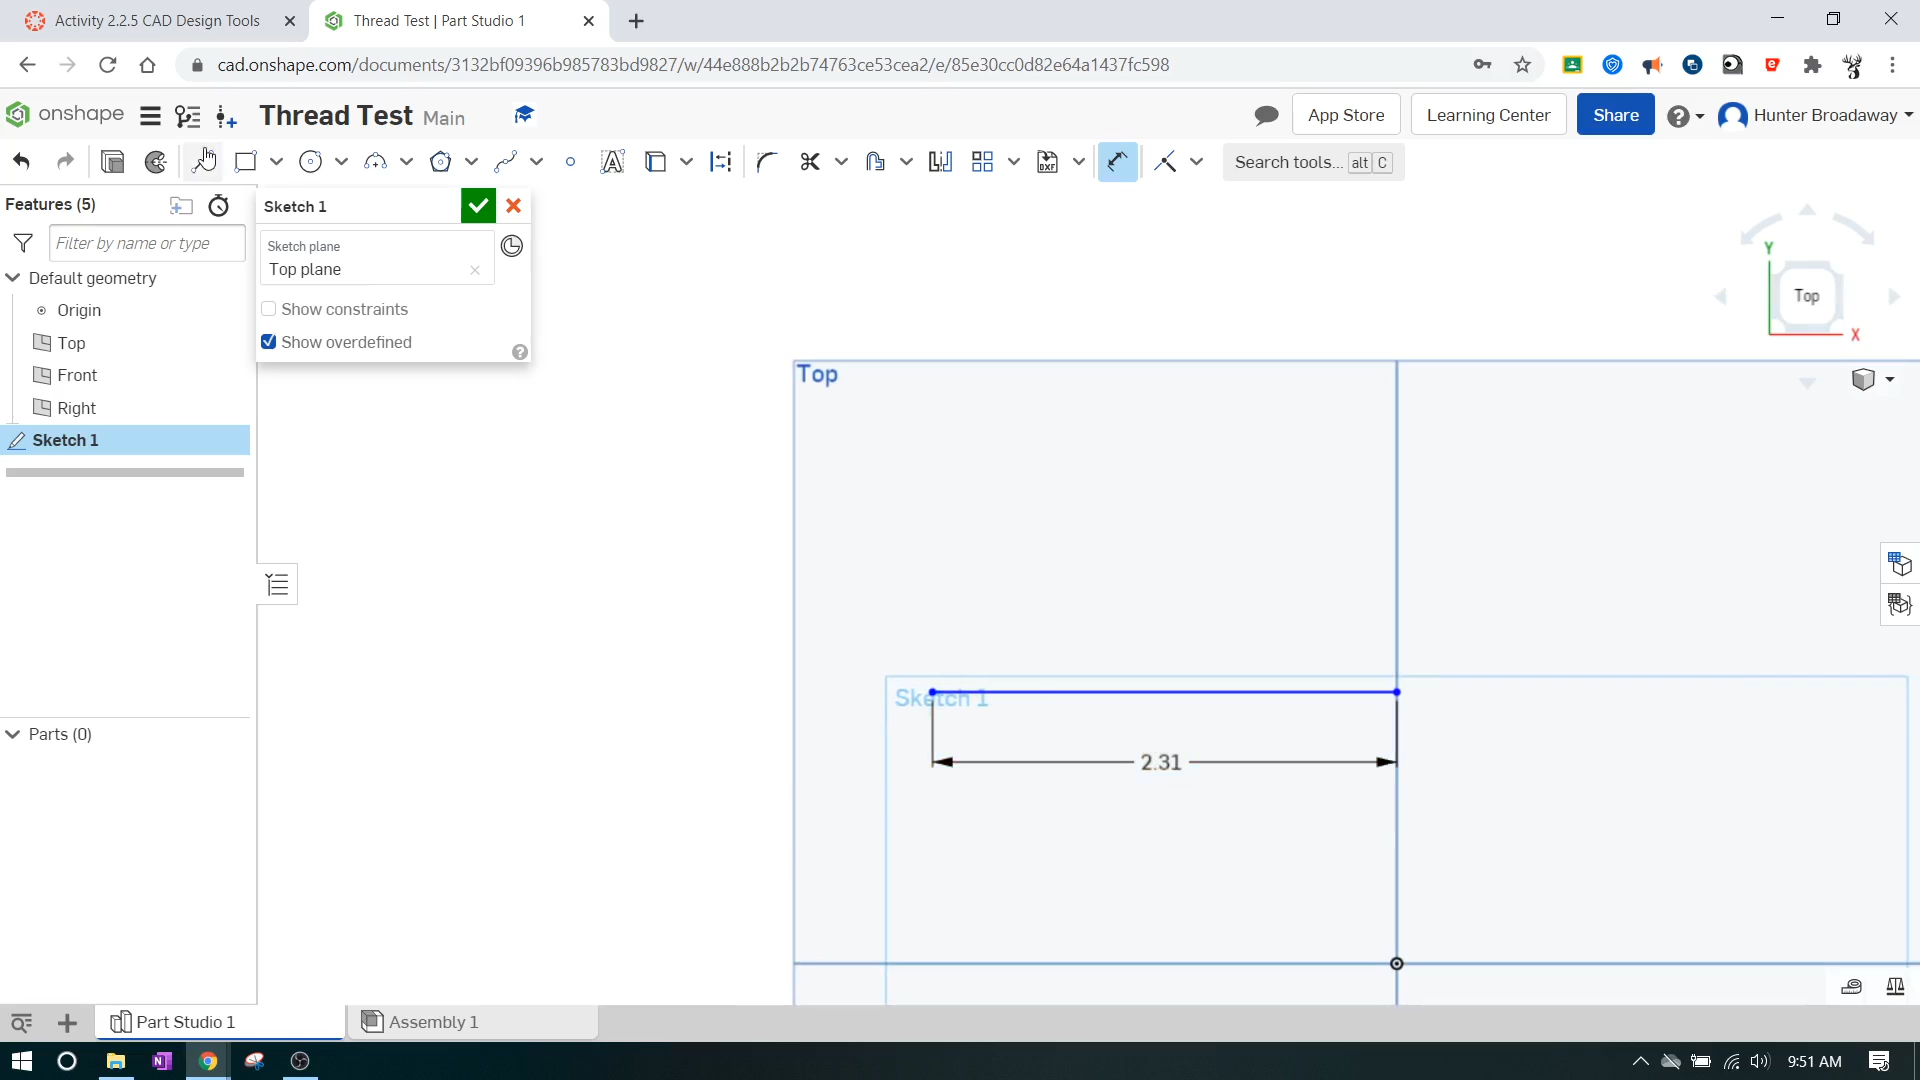 Activity 2.2.5 CAD Design Tools
Thread Test | Part Studio 1
cad.onshape.com/documents/3132bf09396b985783bd9827/w/44e888b2b2b74763ce53cea2/e/85e30cc0d82e64a1437fc598
onshape
Thread Test Main
App Store
Learning Center
Share
Hunter Broadaway
Search tools... alt C
Features (5)
Filter by name or type
Default geometry
Origin
Top
Front
Right
Sketch 1
Parts (0)
Sketch 1
Sketch plane
Top plane
Show constraints
Show overdefined
Top
Sketch 1
2.31
Y
Top
X
Part Studio 1
Assembly 1
9:51 AM